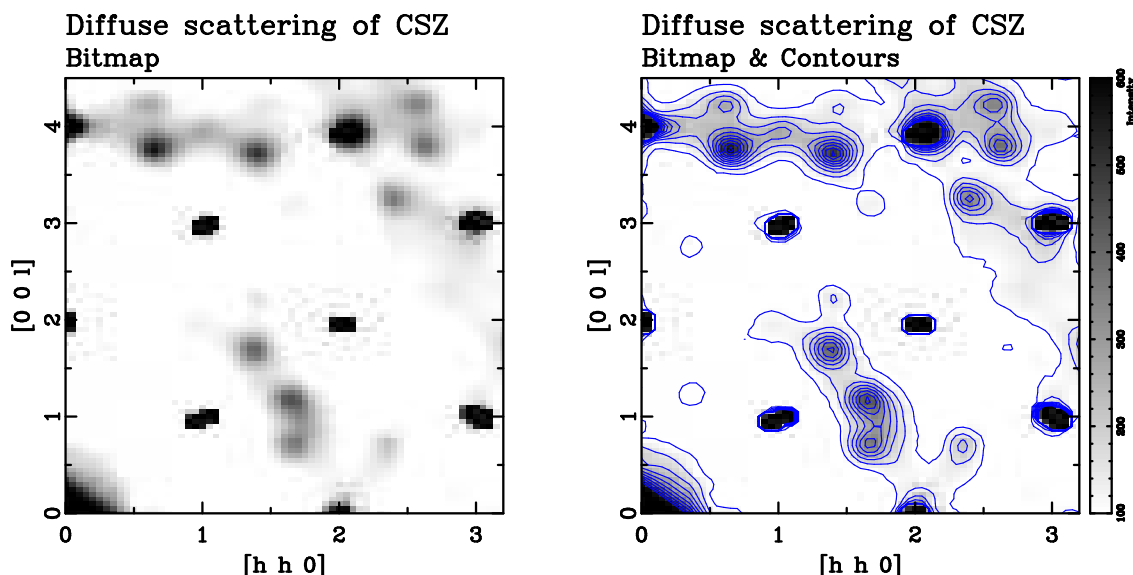 Diffuse scattering of CSZ
Bitmap
4
3
2
1
0
[0 0 l]
0 1 2 3
[h h 0]
Diffuse scattering of CSZ
Bitmap & Contours
4
3
2
1
0
[0 0 l]
0 1 2 3
[h h 0]
600
500
400
300
200
100
Intensity